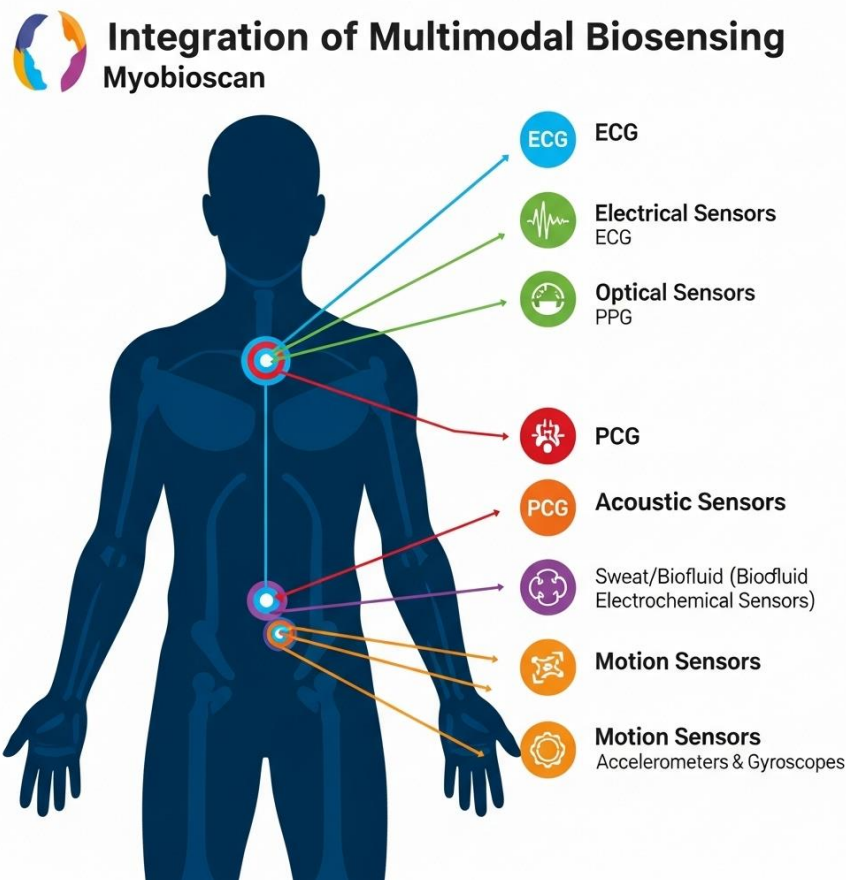 Integration of Multimodal Biosensing
Myobioscan
ECG
ECG
Electrical Sensors
ECG
Optical Sensors
PPG
PCG
PCG
Acoustic Sensors
Sweat/Biofluid (Biodluid
Electrochemical Sensors)
Motion Sensors
Motion Sensors
Accelerometers & Gyroscopes